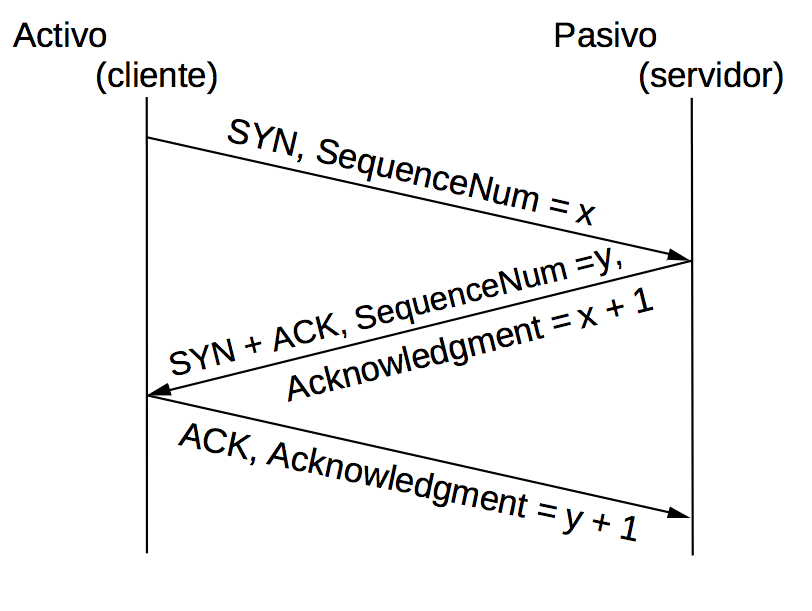 Activo
(cliente)
Pasivo
(servidor)
SYN, SequenceNum = x
SYN + ACK, SequenceNum =y,
Acknowledgment = x + 1
ACK, Acknowledgment = y + 1